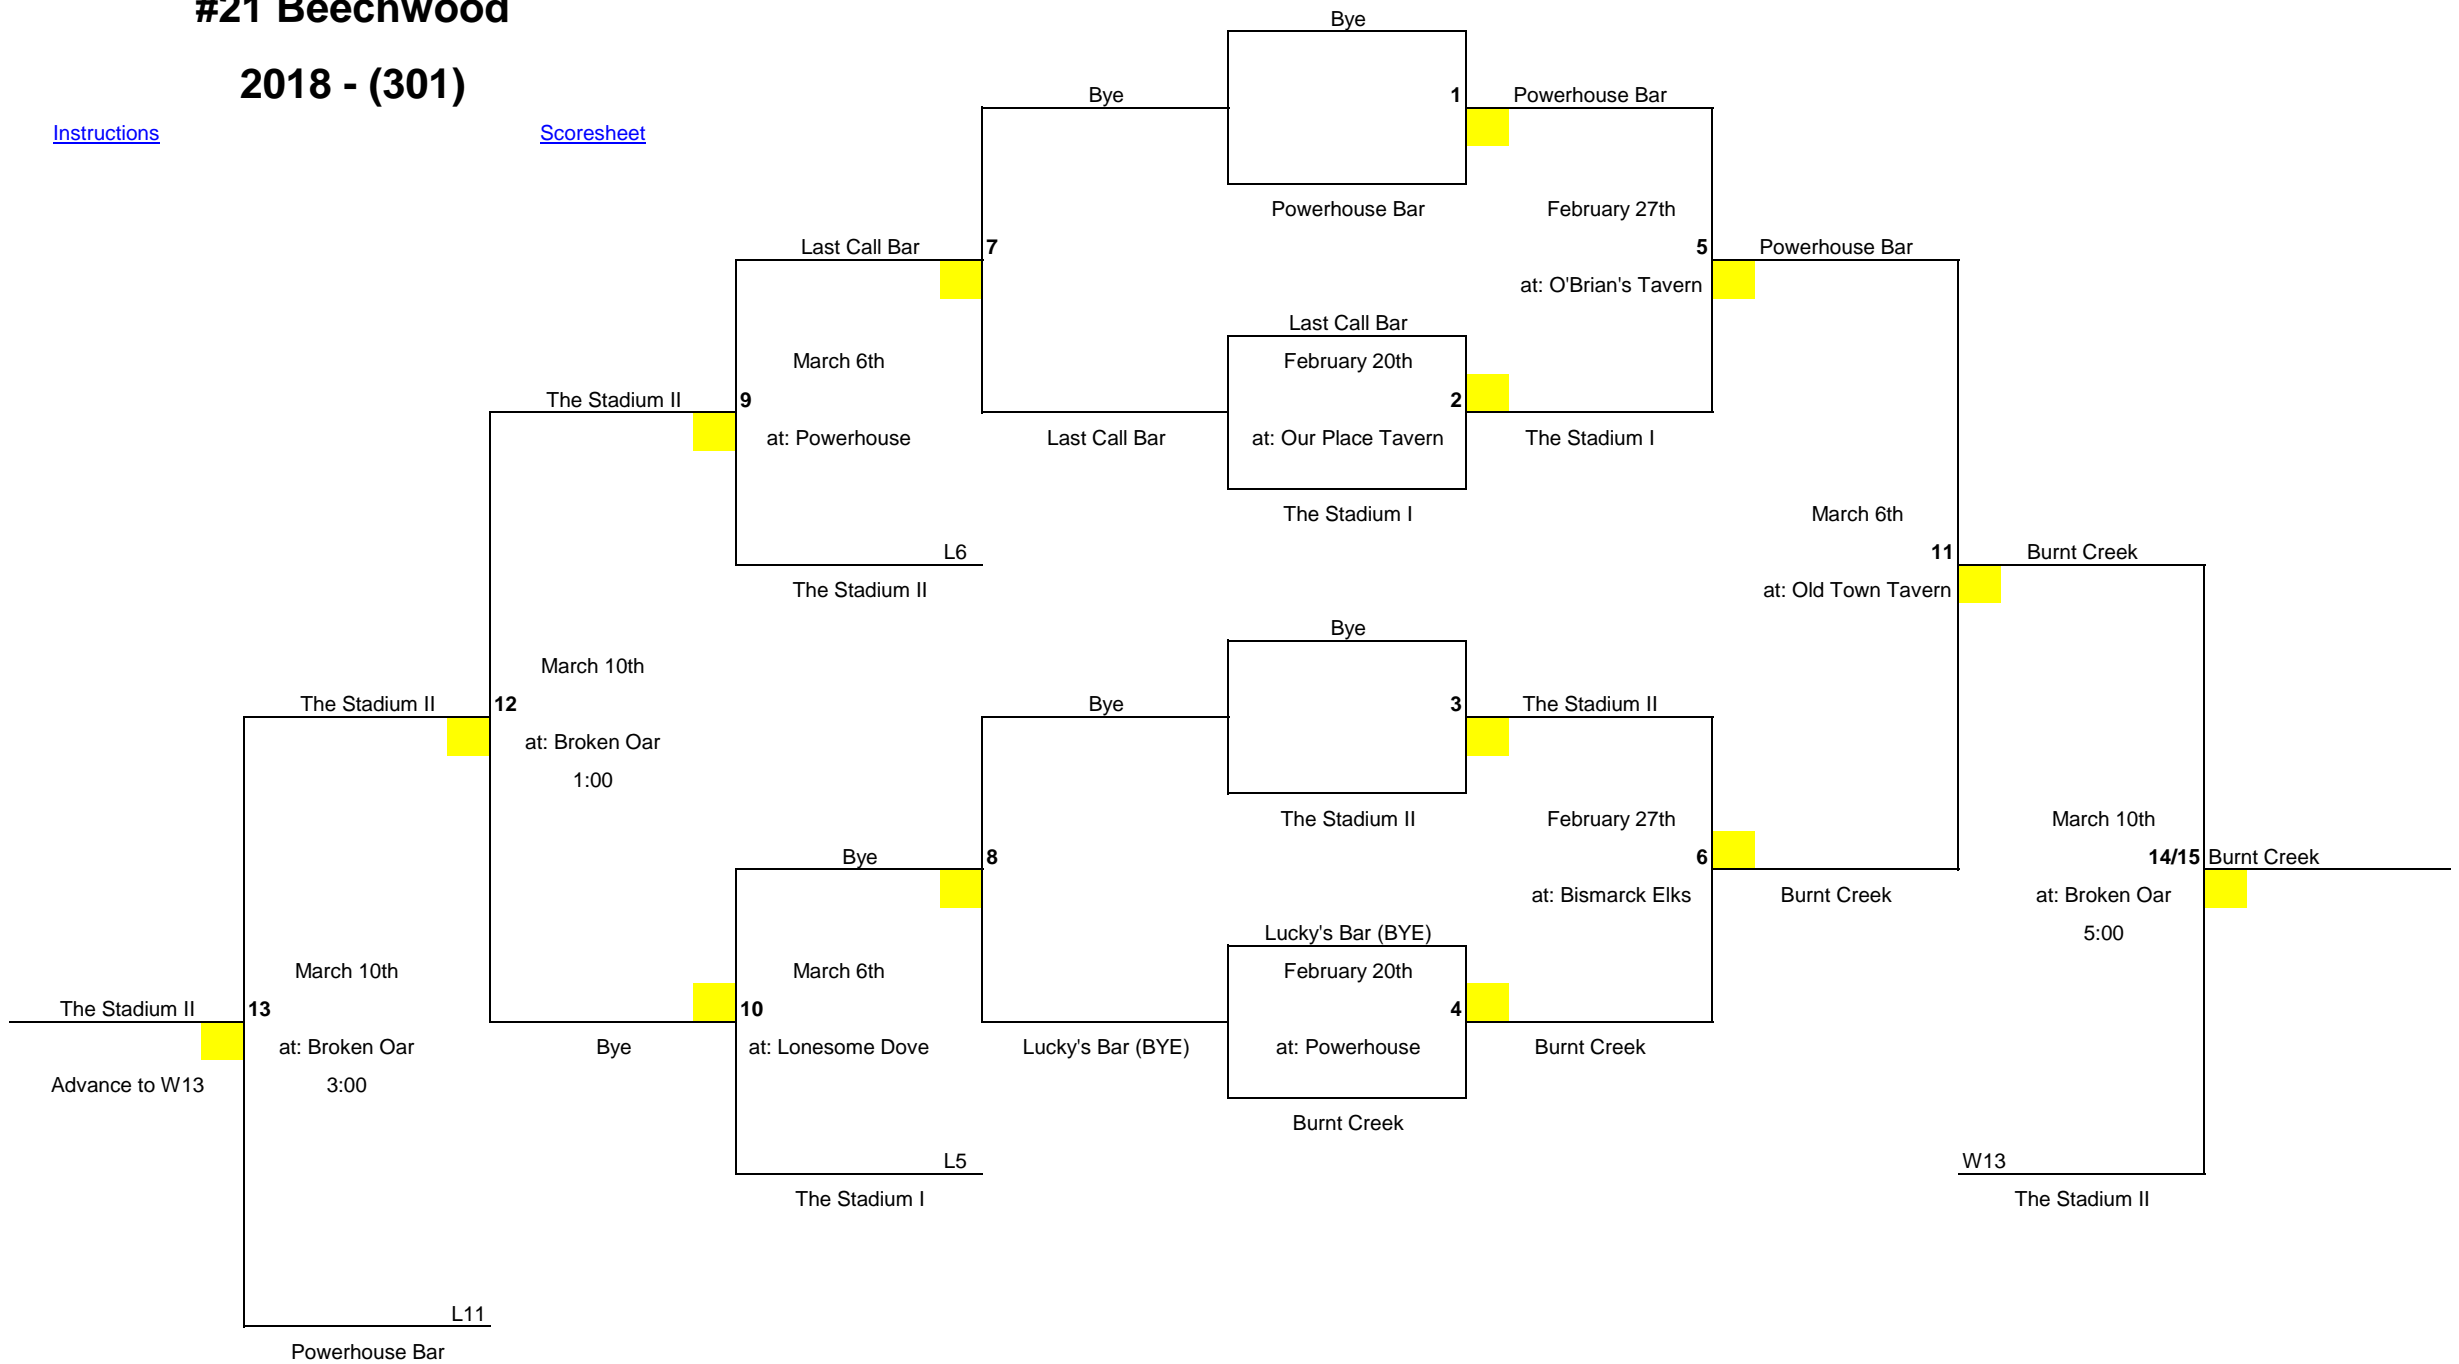 #21 Beechwood
Bye
2018 - (301)
Bye
1
Powerhouse Bar
Instructions
Scoresheet
Powerhouse Bar
February 27th
Last Call Bar
7
5
Powerhouse Bar
at: O'Brian's Tavern
Last Call Bar
March 6th
February 20th
The Stadium II
9
2
at: Powerhouse
Last Call Bar
at: Our Place Tavern
The Stadium I
The Stadium I
March 6th
L6
11
Burnt Creek
The Stadium II
at: Old Town Tavern
Bye
March 10th
The Stadium II
12
Bye
3
The Stadium II
at: Broken Oar
1:00
The Stadium II
February 27th
March 10th
Bye
8
6
14/15
Burnt Creek
at: Bismarck Elks
Burnt Creek
at: Broken Oar
Lucky's Bar (BYE)
5:00
March 10th
March 6th
February 20th
The Stadium II
13
10
4
at: Broken Oar
Bye
at: Lonesome Dove
Lucky's Bar (BYE)
at: Powerhouse
Burnt Creek
Advance to W13
3:00
Burnt Creek
L5
W13
The Stadium I
The Stadium II
L11
Powerhouse Bar